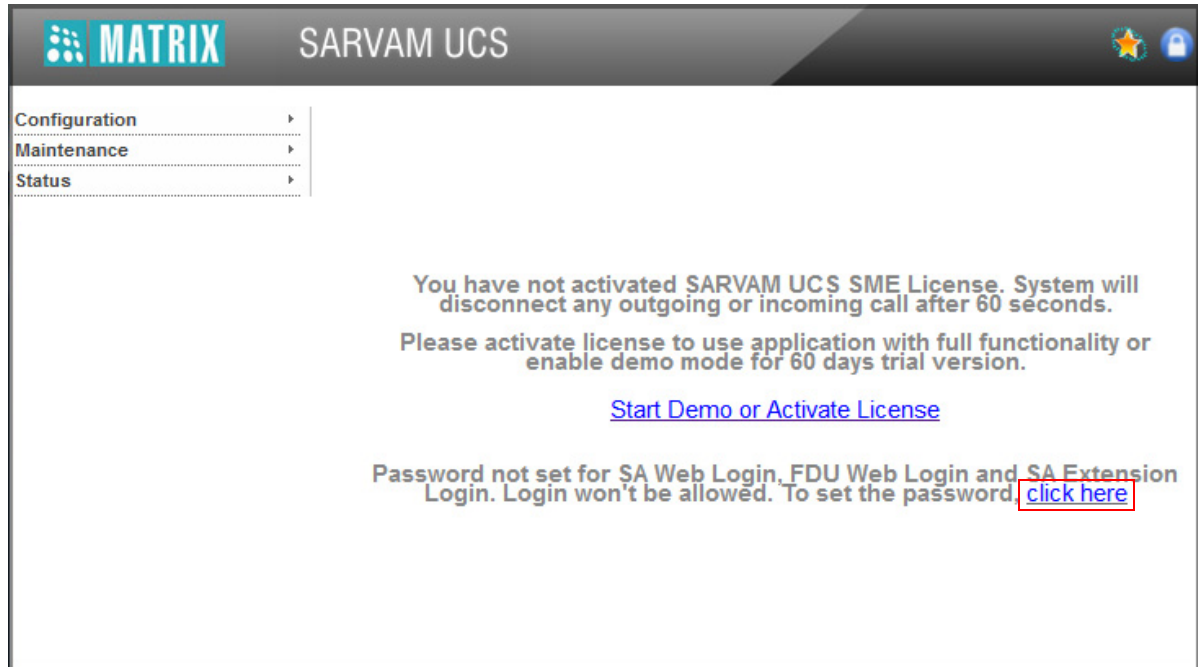 MATRIX SARVAM UCS
Configuration
Maintenance
Status
You have not activated SARVAM UCS SME License. System will
disconnect any outgoing or incoming call after 60 seconds.
Please activate license to use application with full functionality or
enable demo mode for 60 days trial version.
Start Demo or Activate License
Password not set for SA Web Login, FDU Web Login and SA Extension
Login. Login won't be allowed. To set the password, click here